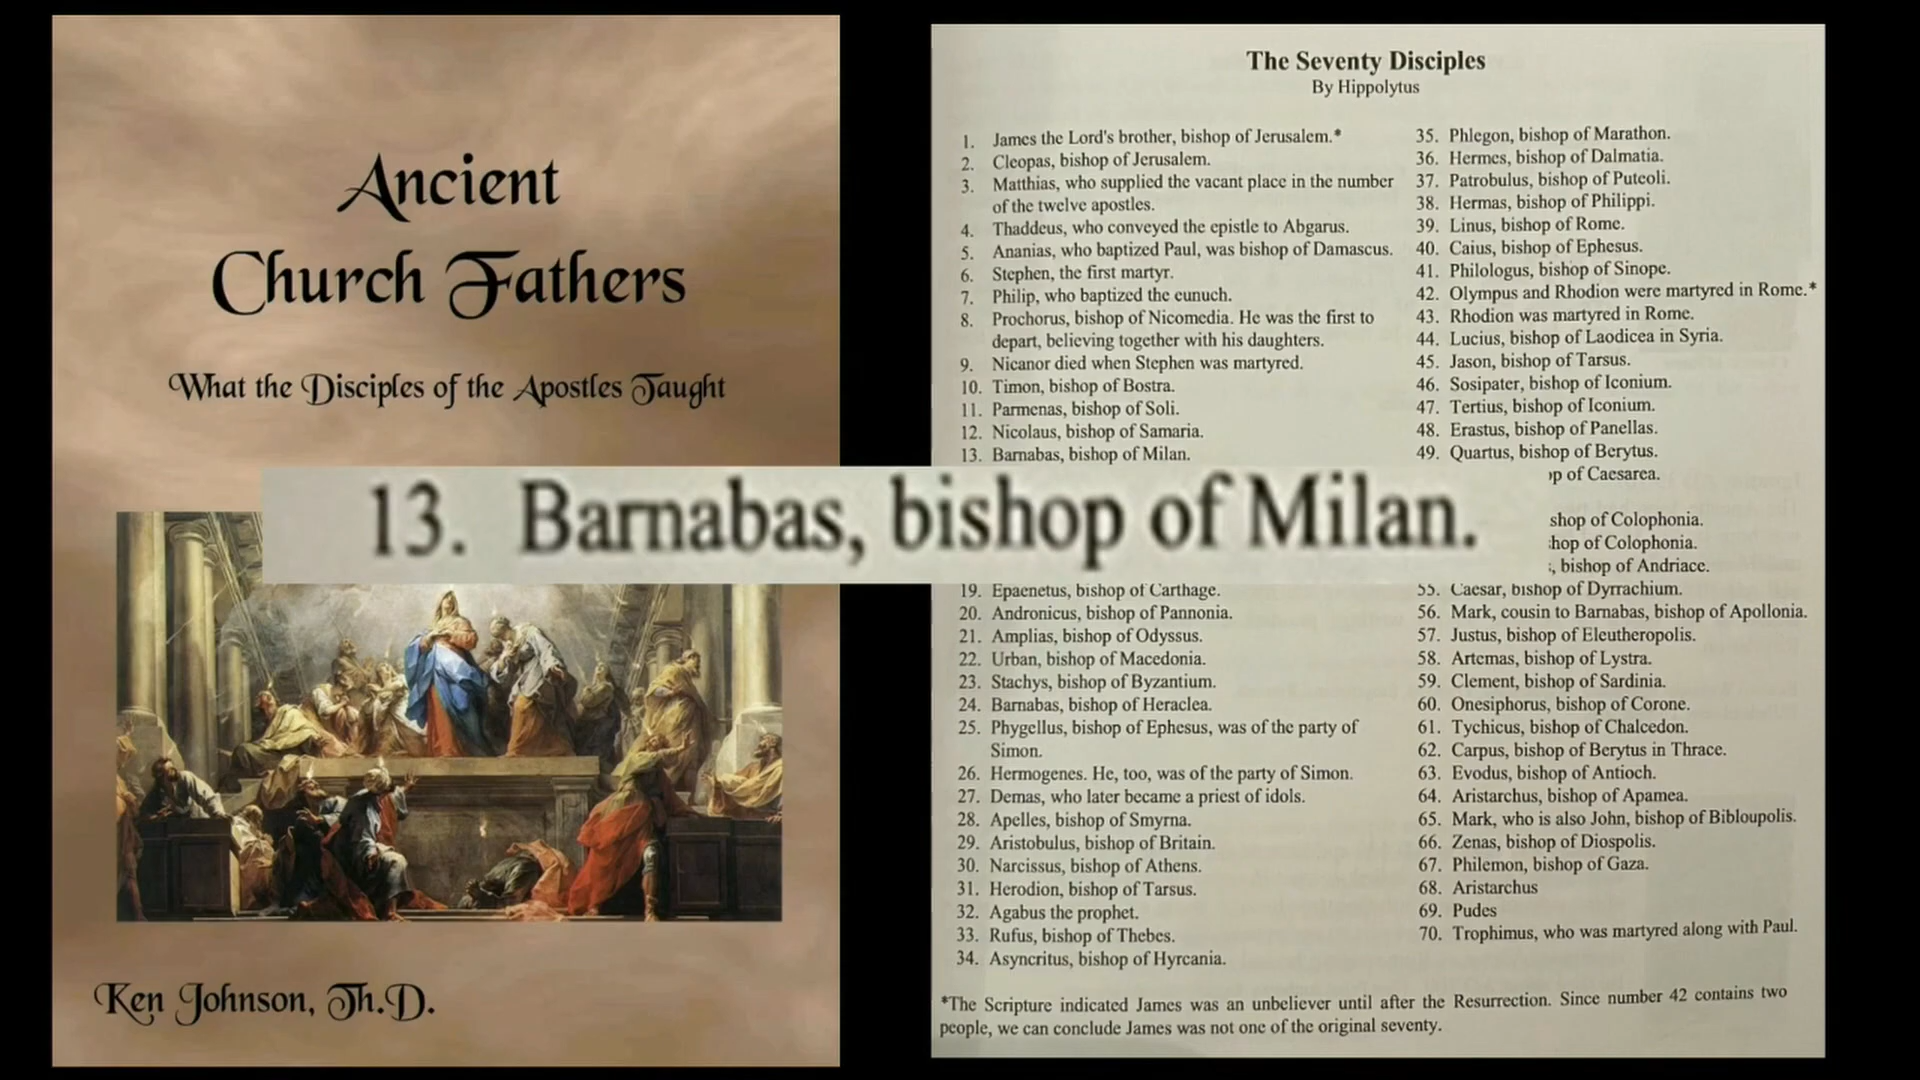 Ancient
Church Fathers
What the Disciples of the Apostles Taught
Ken Johnson, Th.D.
The Seventy Disciples
By Hippolytus
1. James the Lord's brother, bishop of Jerusalem.*
2. Cleopas, bishop of Jerusalem.
3. Matthias, who supplied the vacant place in the number
of the twelve apostles.
4. Thaddeus, who conveyed the epistle to Abgarus.
5. Ananias, who baptized Paul, was bishop of Damascus.
6. Stephen, the first martyr.
7. Philip, who baptized the eunuch.
8. Prochorus, bishop of Nicomedia. He was the first to
depart, believing together with his daughters.
9. Nicanor died when Stephen was martyred.
10. Timon, bishop of Bostra.
11. Parmenas, bishop of Soli.
12. Nicolaus, bishop of Samaria.
13. Barnabas, bishop of Milan.
13. Barnabas, bishop of Milan.
19. Epaenetus, bishop of Carthage.
20. Andronicus, bishop of Pannonia.
21. Amplias, bishop of Odyssus.
22. Urban, bishop of Macedonia.
23. Stachys, bishop of Byzantium.
24. Barnabas, bishop of Heraclea.
25. Phygellus, bishop of Ephesus, was of the party of
Simon.
26. Hermogenes. He, too, was of the party of Simon.
27. Demas, who later became a priest of idols.
28. Apelles, bishop of Smyrna.
29. Aristobulus, bishop of Britain.
30. Narcissus, bishop of Athens.
31. Herodion, bishop of Tarsus.
32. Agabus the prophet.
33. Rufus, bishop of Thebes.
34. Asyncritus, bishop of Hyrcania.
35. Phlegon, bishop of Marathon.
36. Hermes, bishop of Dalmatia.
37. Patrobulus, bishop of Puteoli.
38. Hermas, bishop of Philippi.
39. Linus, bishop of Rome.
40. Caius, bishop of Ephesus.
41. Philologus, bishop of Sinope.
42. Olympus and Rhodion were martyred in Rome.*
43. Rhodion was martyred in Rome.
44. Lucius, bishop of Laodicea in Syria.
45. Jason, bishop of Tarsus.
46. Sosipater, bishop of Iconium.
47. Tertius, bishop of Iconium.
48. Erastus, bishop of Panellas.
49. Quartus, bishop of Berytus.
of Caesarea.
of Colophonia.
of Colophonia.
bishop of Andriace.
55. Caesar, bishop of Dyrrachium.
56. Mark, cousin to Barnabas, bishop of Apollonia.
57. Justus, bishop of Eleutheropolis.
58. Artemas, bishop of Lystra.
59. Clement, bishop of Sardinia.
60. Onesiphorus, bishop of Corone.
61. Tychicus, bishop of Chalcedon.
62. Carpus, bishop of Berytus in Thrace.
63. Evodus, bishop of Antioch.
64. Aristarchus, bishop of Apamea.
65. Mark, who is also John, bishop of Bibloupolis.
66. Zenas, bishop of Diospolis.
67. Philemon, bishop of Gaza.
68. Aristarchus
69. Pudes
70. Trophimus, who was martyred along with Paul.
*The Scripture indicated James was an unbeliever until after the Resurrection. Since number 42 contains two
people, we can conclude James was not one of the original seventy.